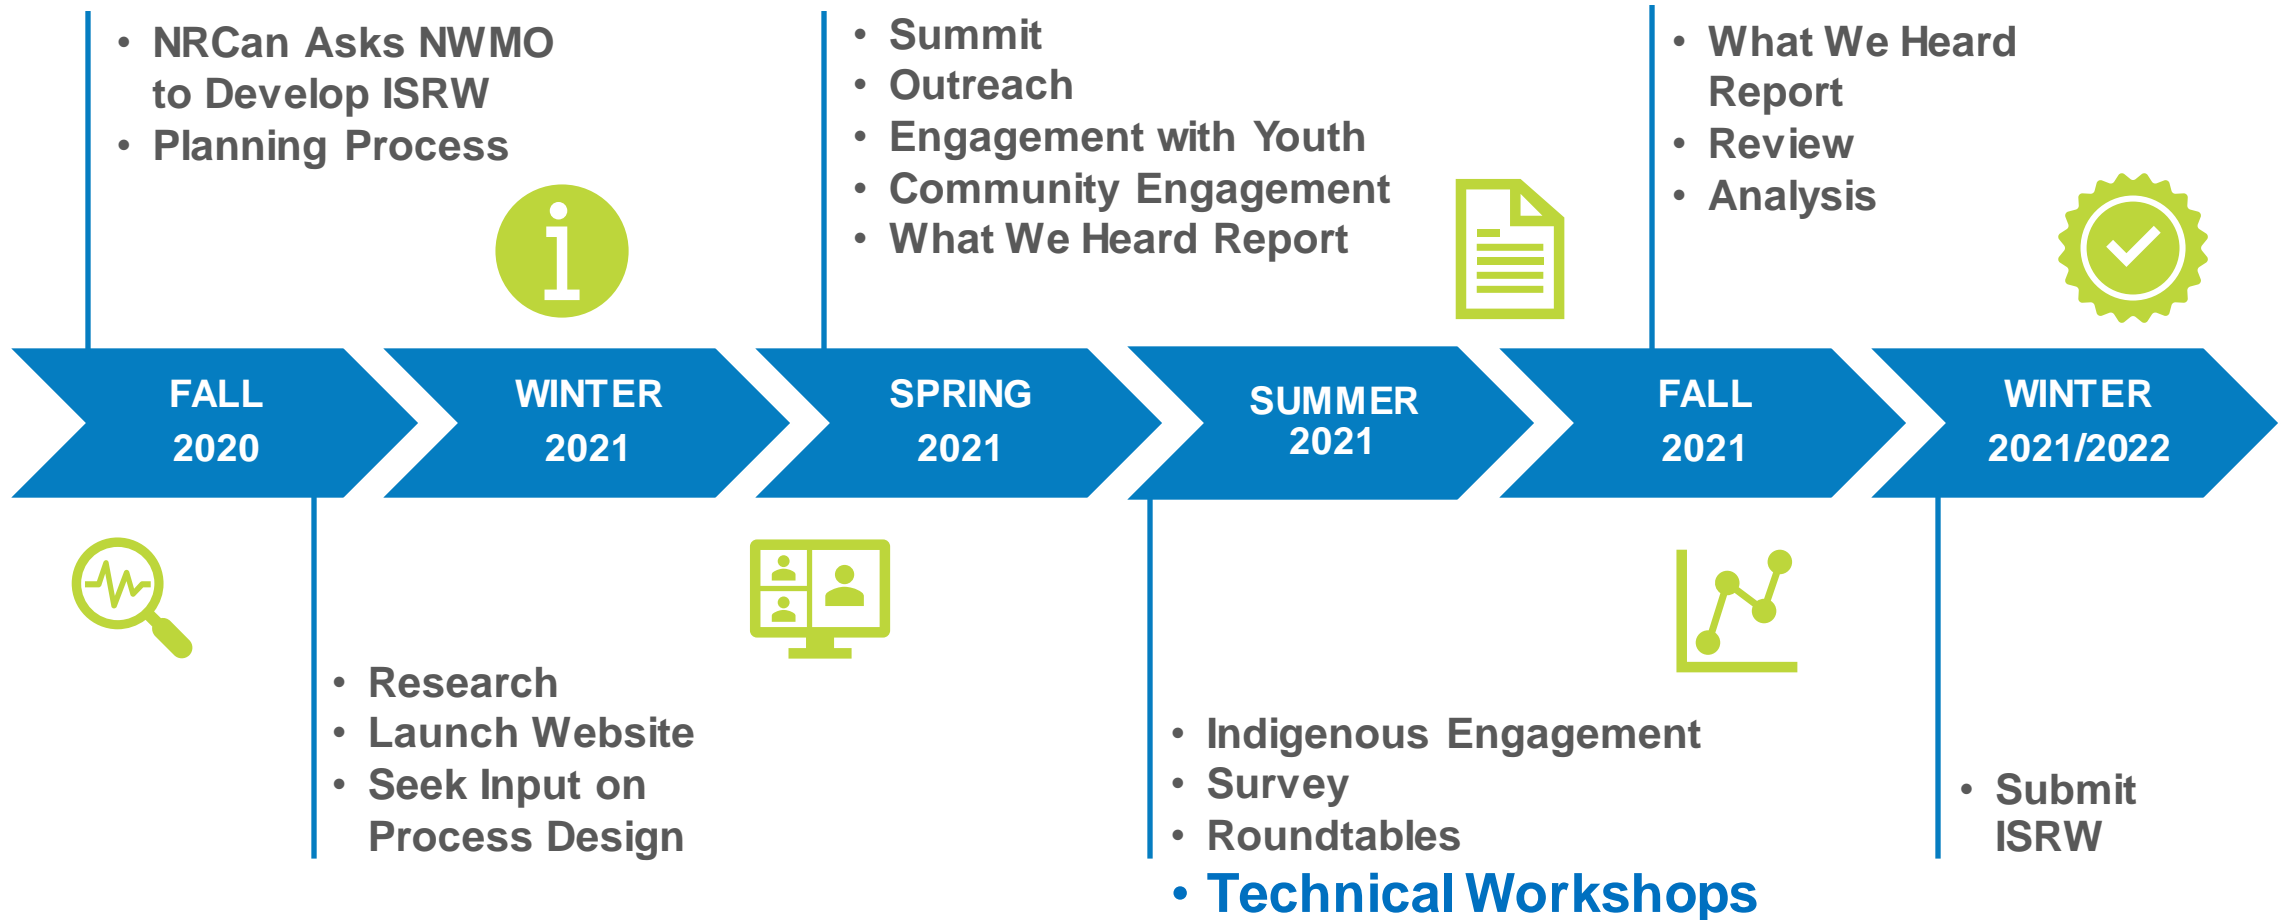 • NRCan Asks NWMO
to Develop ISRW
• Planning Process
• Summit
• Outreach
• Engagement with Youth
• Community Engagement
• What We Heard Report
• What We Heard
Report
• Review
• Analysis
FALL
2020
WINTER
2021
SPRING
2021
SUMMER
2021
FALL
2021
WINTER
2021/2022
• Research
• Launch Website
• Seek Input on
Process Design
• Indigenous Engagement
• Survey
• Roundtables
• Technical Workshops
• Submit
ISRW